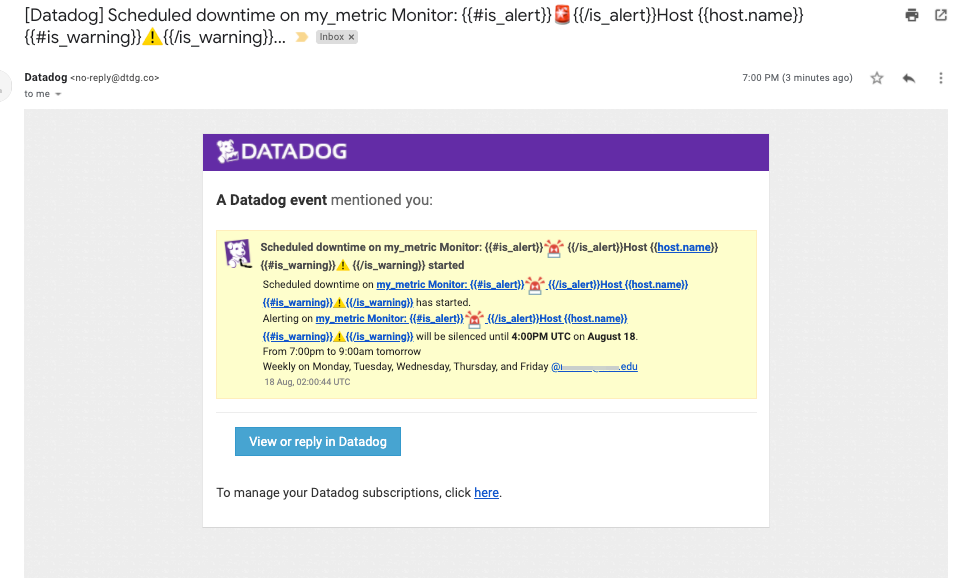 [Datadog] Scheduled downtime on my_metric Monitor: {{#is_alert}}🚨{{/is_alert}}Host {{host.name}}
{{#is_warning}}⚠️{{/is_warning}}... Inbox x
Datadog <no-reply@dtdg.co> 7:00 PM (3 minutes ago)
to me
DATADOG
A Datadog event mentioned you:
Scheduled downtime on my_metric Monitor: {{#is_alert}}🚨 {{/is_alert}}Host {{host.name}}
{{#is_warning}}⚠️ {{/is_warning}} started
Scheduled downtime on my_metric Monitor: {{#is_alert}}🚨 {{/is_alert}}Host {{host.name}}
{{#is_warning}}⚠️{{/is_warning}} has started.
Alerting on my_metric Monitor: {{#is_alert}}🚨 {{/is_alert}}Host {{host.name}}
{{#is_warning}}⚠️{{/is_warning}} will be silenced until 4:00PM UTC on August 18.
From 7:00pm to 9:00am tomorrow
Weekly on Monday, Tuesday, Wednesday, Thursday, and Friday @ .edu
18 Aug, 02:00:44 UTC
View or reply in Datadog
To manage your Datadog subscriptions, click here.